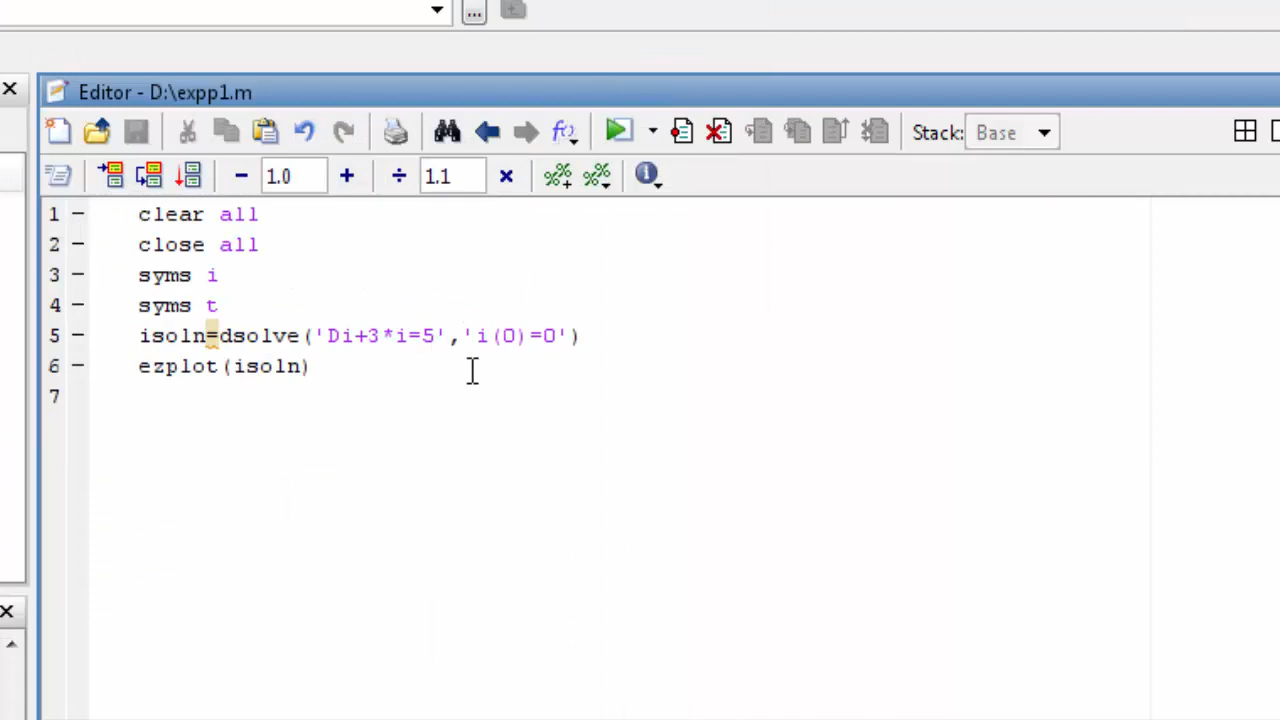 ...
Editor - D:\expp1.m
Stack: Base
1.0
1.1
1 clear all
2 close all
3 syms i
4 syms t
5 isoln=dsolve('Di+3*i=5','i(0)=0')
6 ezplot(isoln)
7